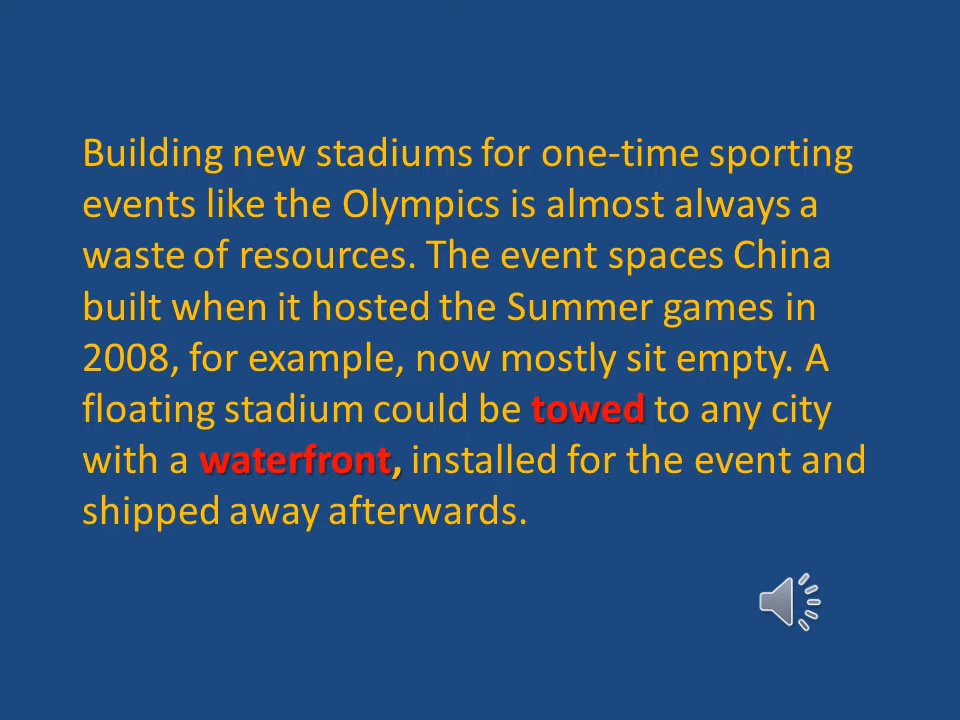 Building new stadiums for one-time sporting
events like the Olympics is almost always a
waste of resources. The event spaces China
built when it hosted the Summer games in
2008, for example, now mostly sit empty. A
floating stadium could be towed to any city
with a waterfront, installed for the event and
shipped away afterwards.